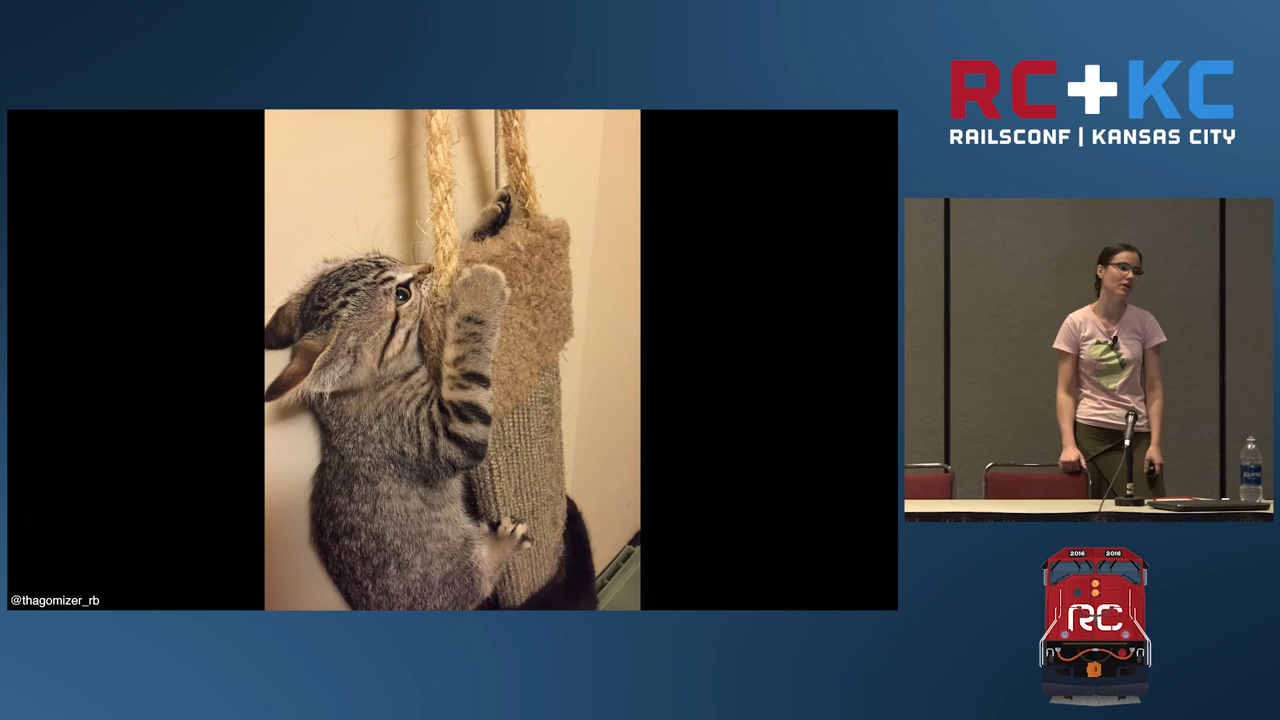 RC+KC
RAILSCONF | KANSAS CITY
2016 2016
RC
@thagomizer_rb